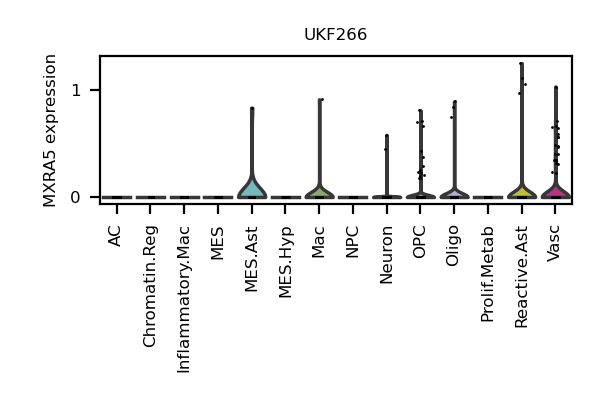 UKF266
MXRA5 expression
1
0
AC
Chromatin.Reg
Inflammatory.Mac
MES
MES.Ast
MES.Hyp
Mac
NPC
Neuron
OPC
Oligo
Prolif.Metab
Reactive.Ast
Vasc